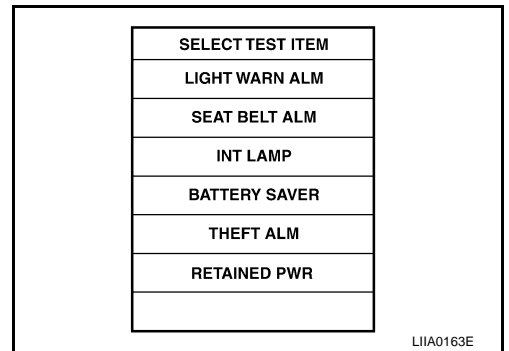 SELECT TEST ITEM
LIGHT WARN ALM
SEAT BELT ALM
INT LAMP
BATTERY SAVER
THEFT ALM
RETAINED PWR
LIIA0163E